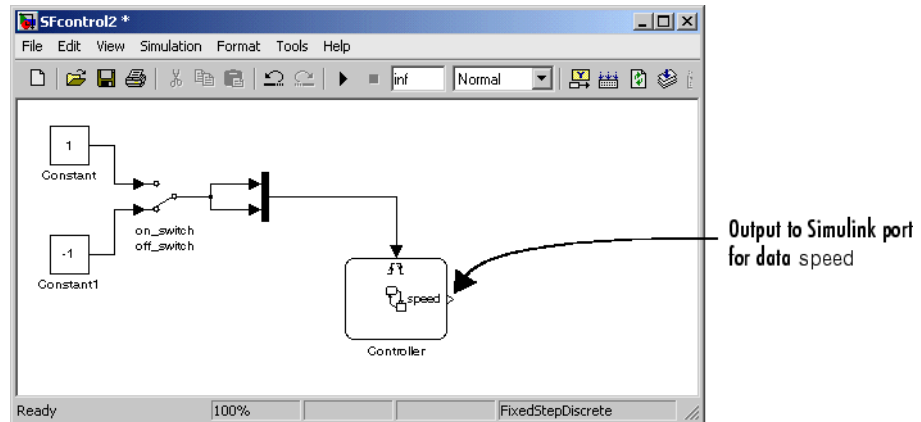 SFcontrol2 *
File Edit View Simulation Format Tools Help
inf Normal
1
Constant
on_switch
off_switch
-1
Constant1
speed
Controller
Output to Simulink port
for data speed
Ready 100% FixedStepDiscrete